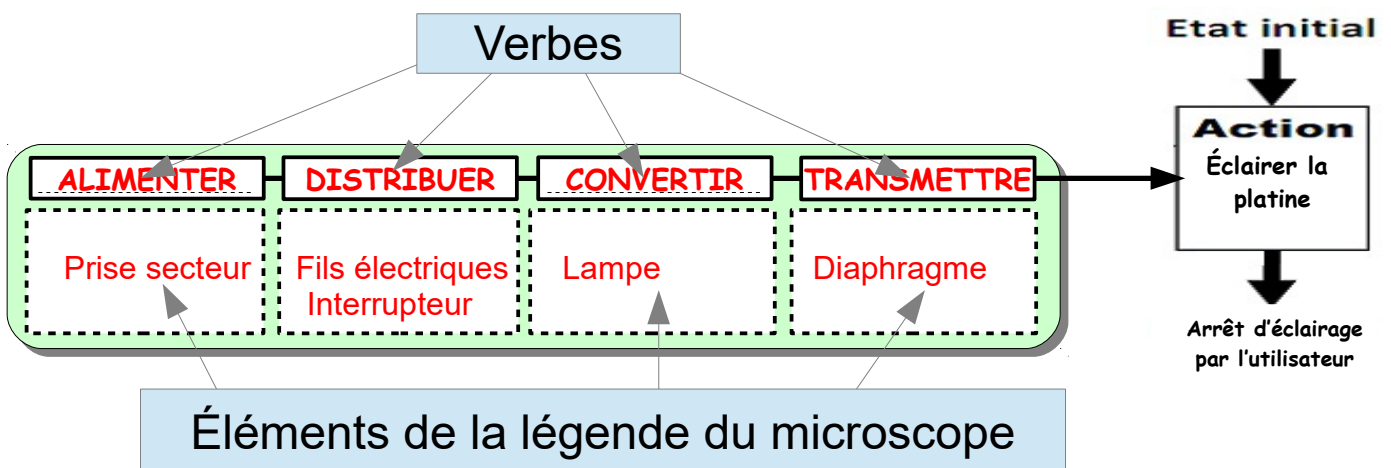 Verbes
Etat initial
Action
Éclairer la
platine
ALIMENTER
DISTRIBUER
CONVERTIR
TRANSMETTRE
Prise secteur
Fils électriques
Interrupteur
Lampe
Diaphragme
Arrêt d'éclairage
par l'utilisateur
Éléments de la légende du microscope